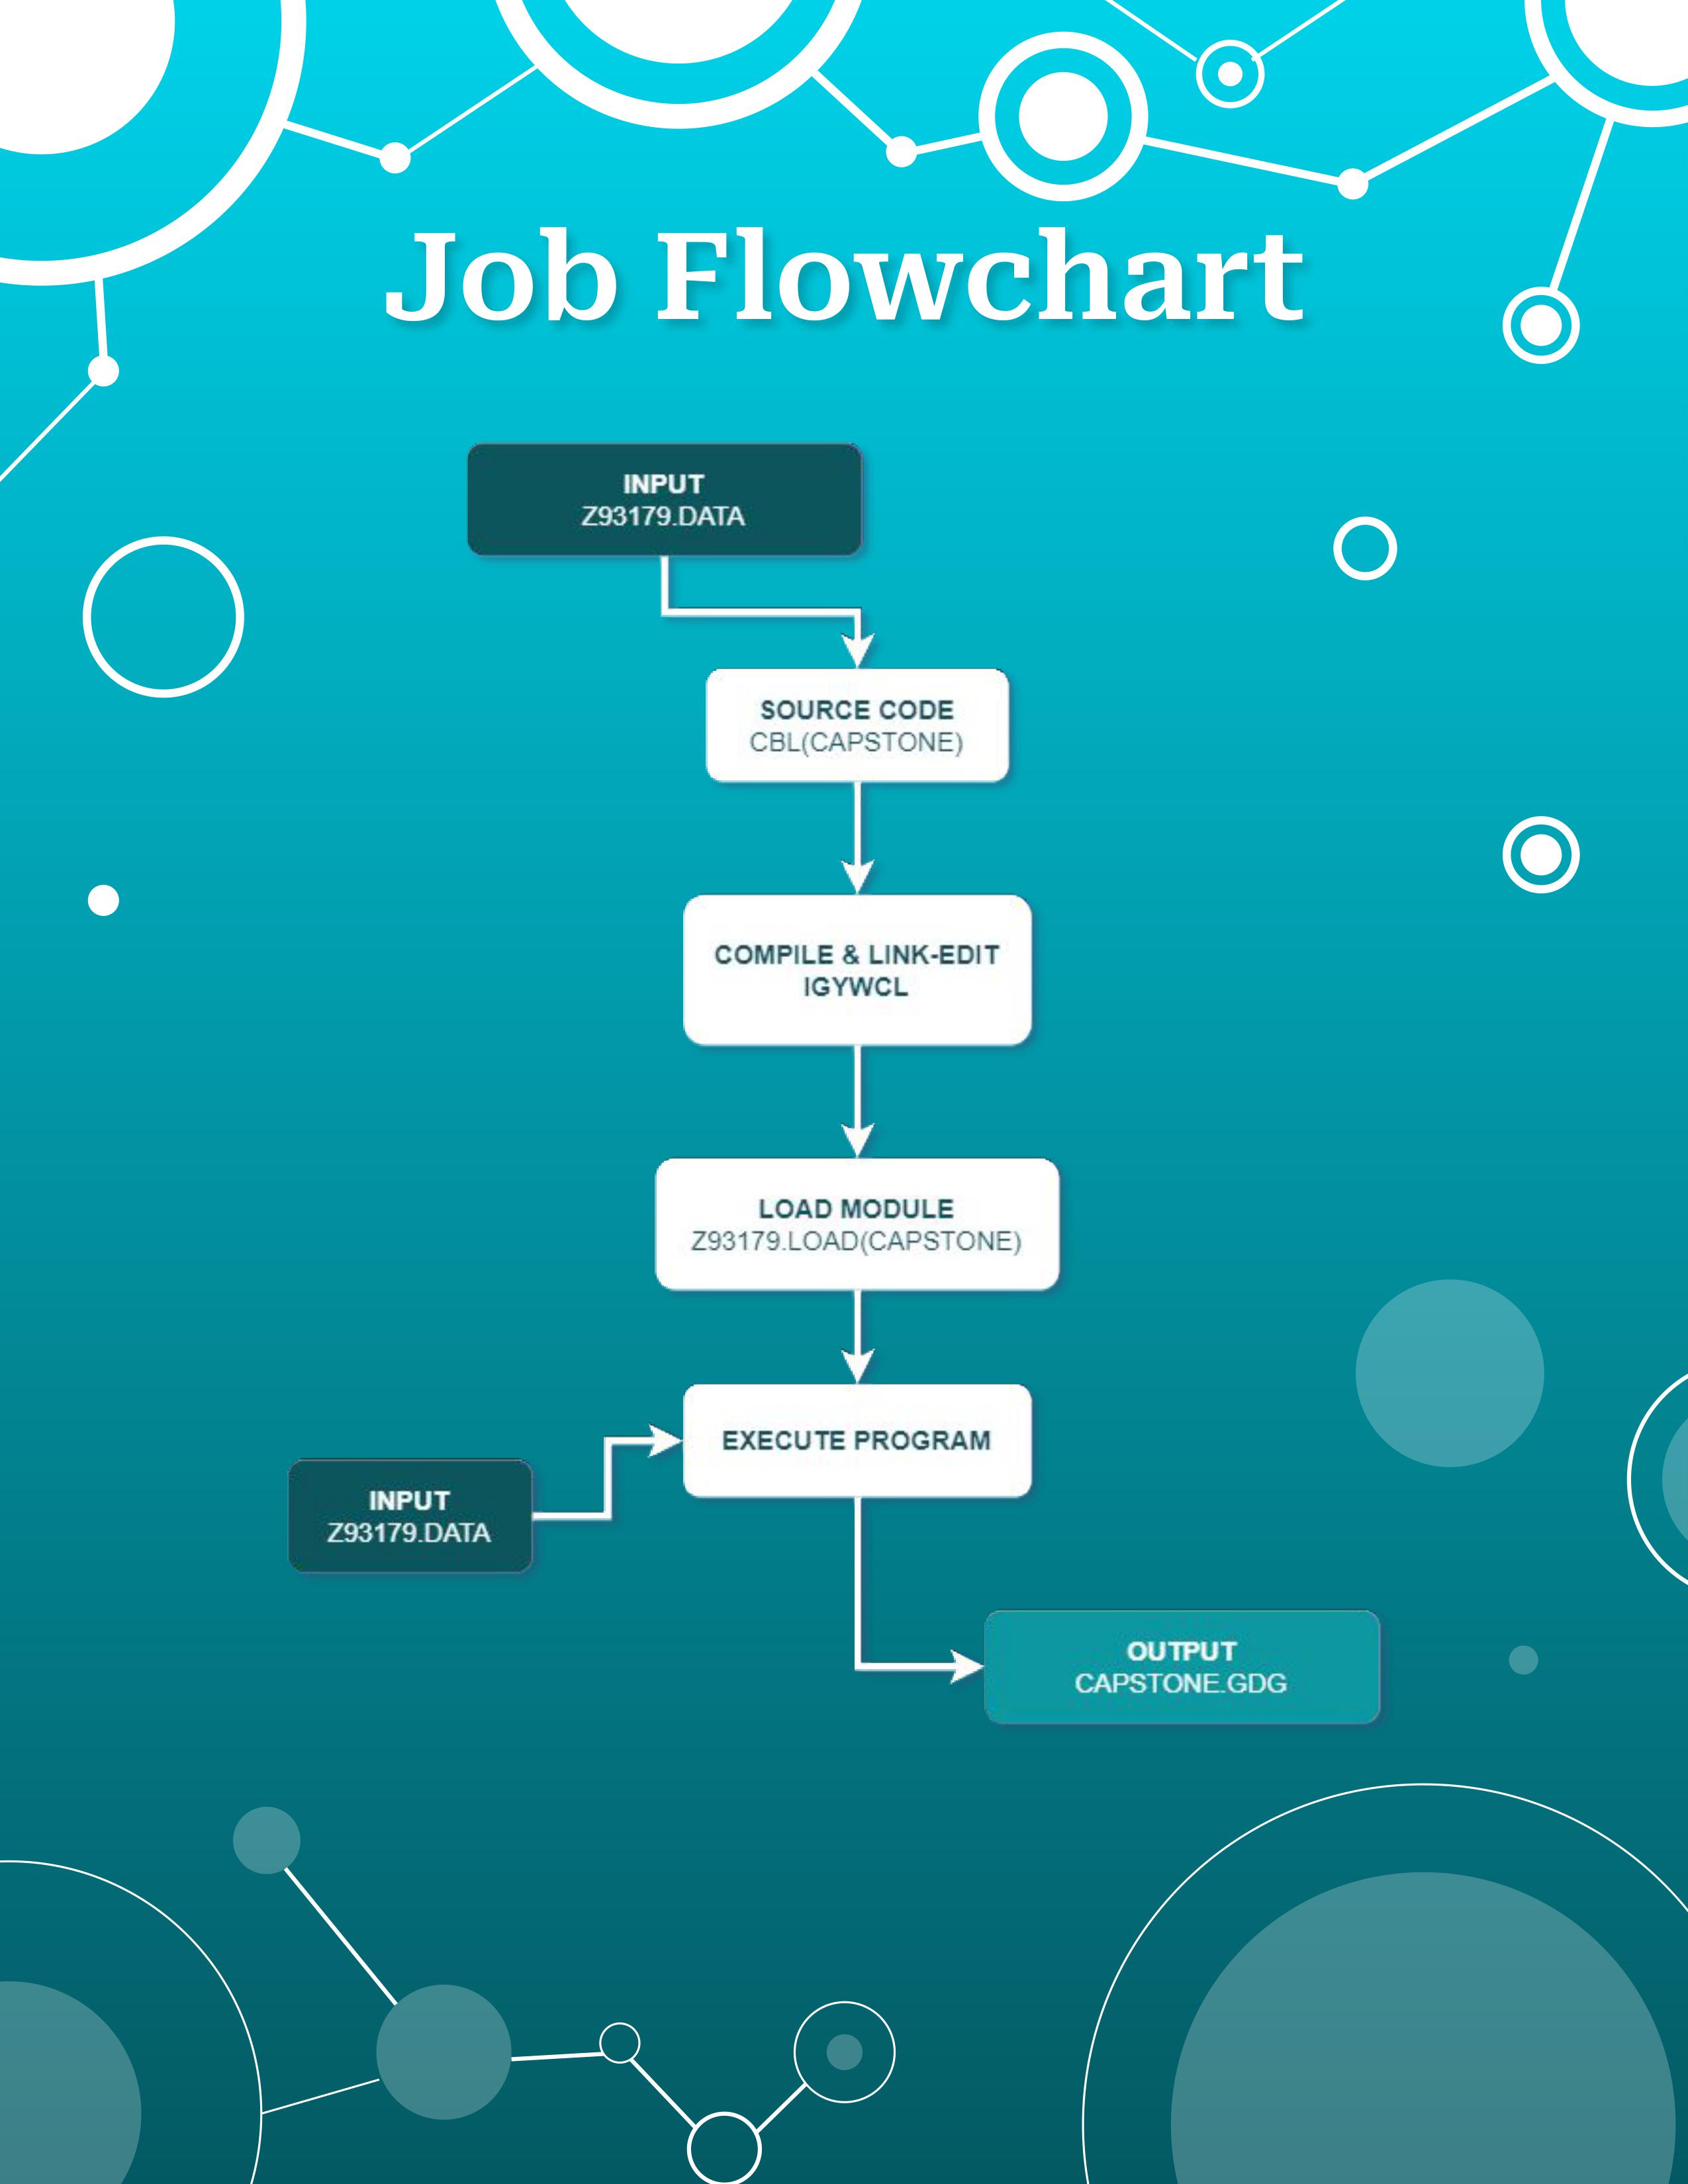 Job Flowchart
INPUT
Z93179.DATA
SOURCE CODE
CBL(CAPSTONE)
COMPILE & LINK-EDIT
IGYWCL
LOAD MODULE
Z93179.LOAD(CAPSTONE)
EXECUTE PROGRAM
INPUT
Z93179.DATA
OUTPUT
CAPSTONE.GDG